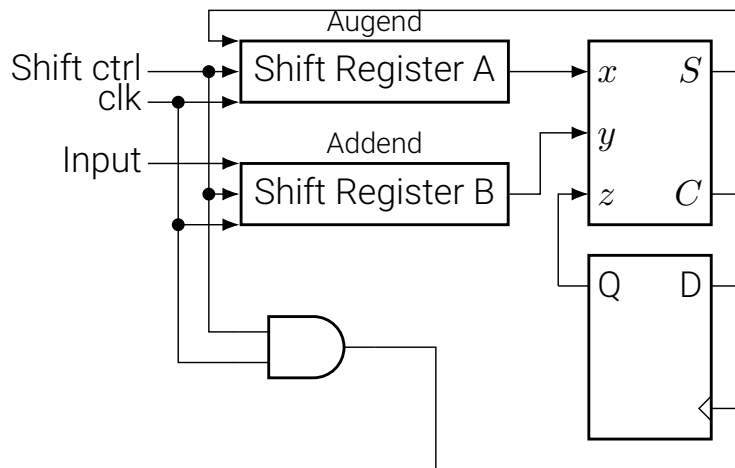 Augend
Shift ctrl
Shift Register A
x
S
clk
Addend
y
Input
Shift Register B
z
C
Q
D